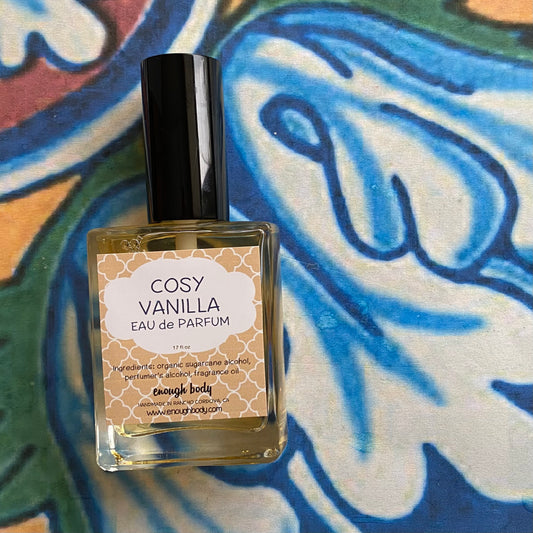 COSY
VANILLA
EAU de PARFUM
1.7 fl oz
Ingredients: organic sugarcane alcohol,
perfumer's alcohol, fragrance oil
enough body
HANDMADE IN RANCHO CORDOVA, CA
www.enoughbody.com